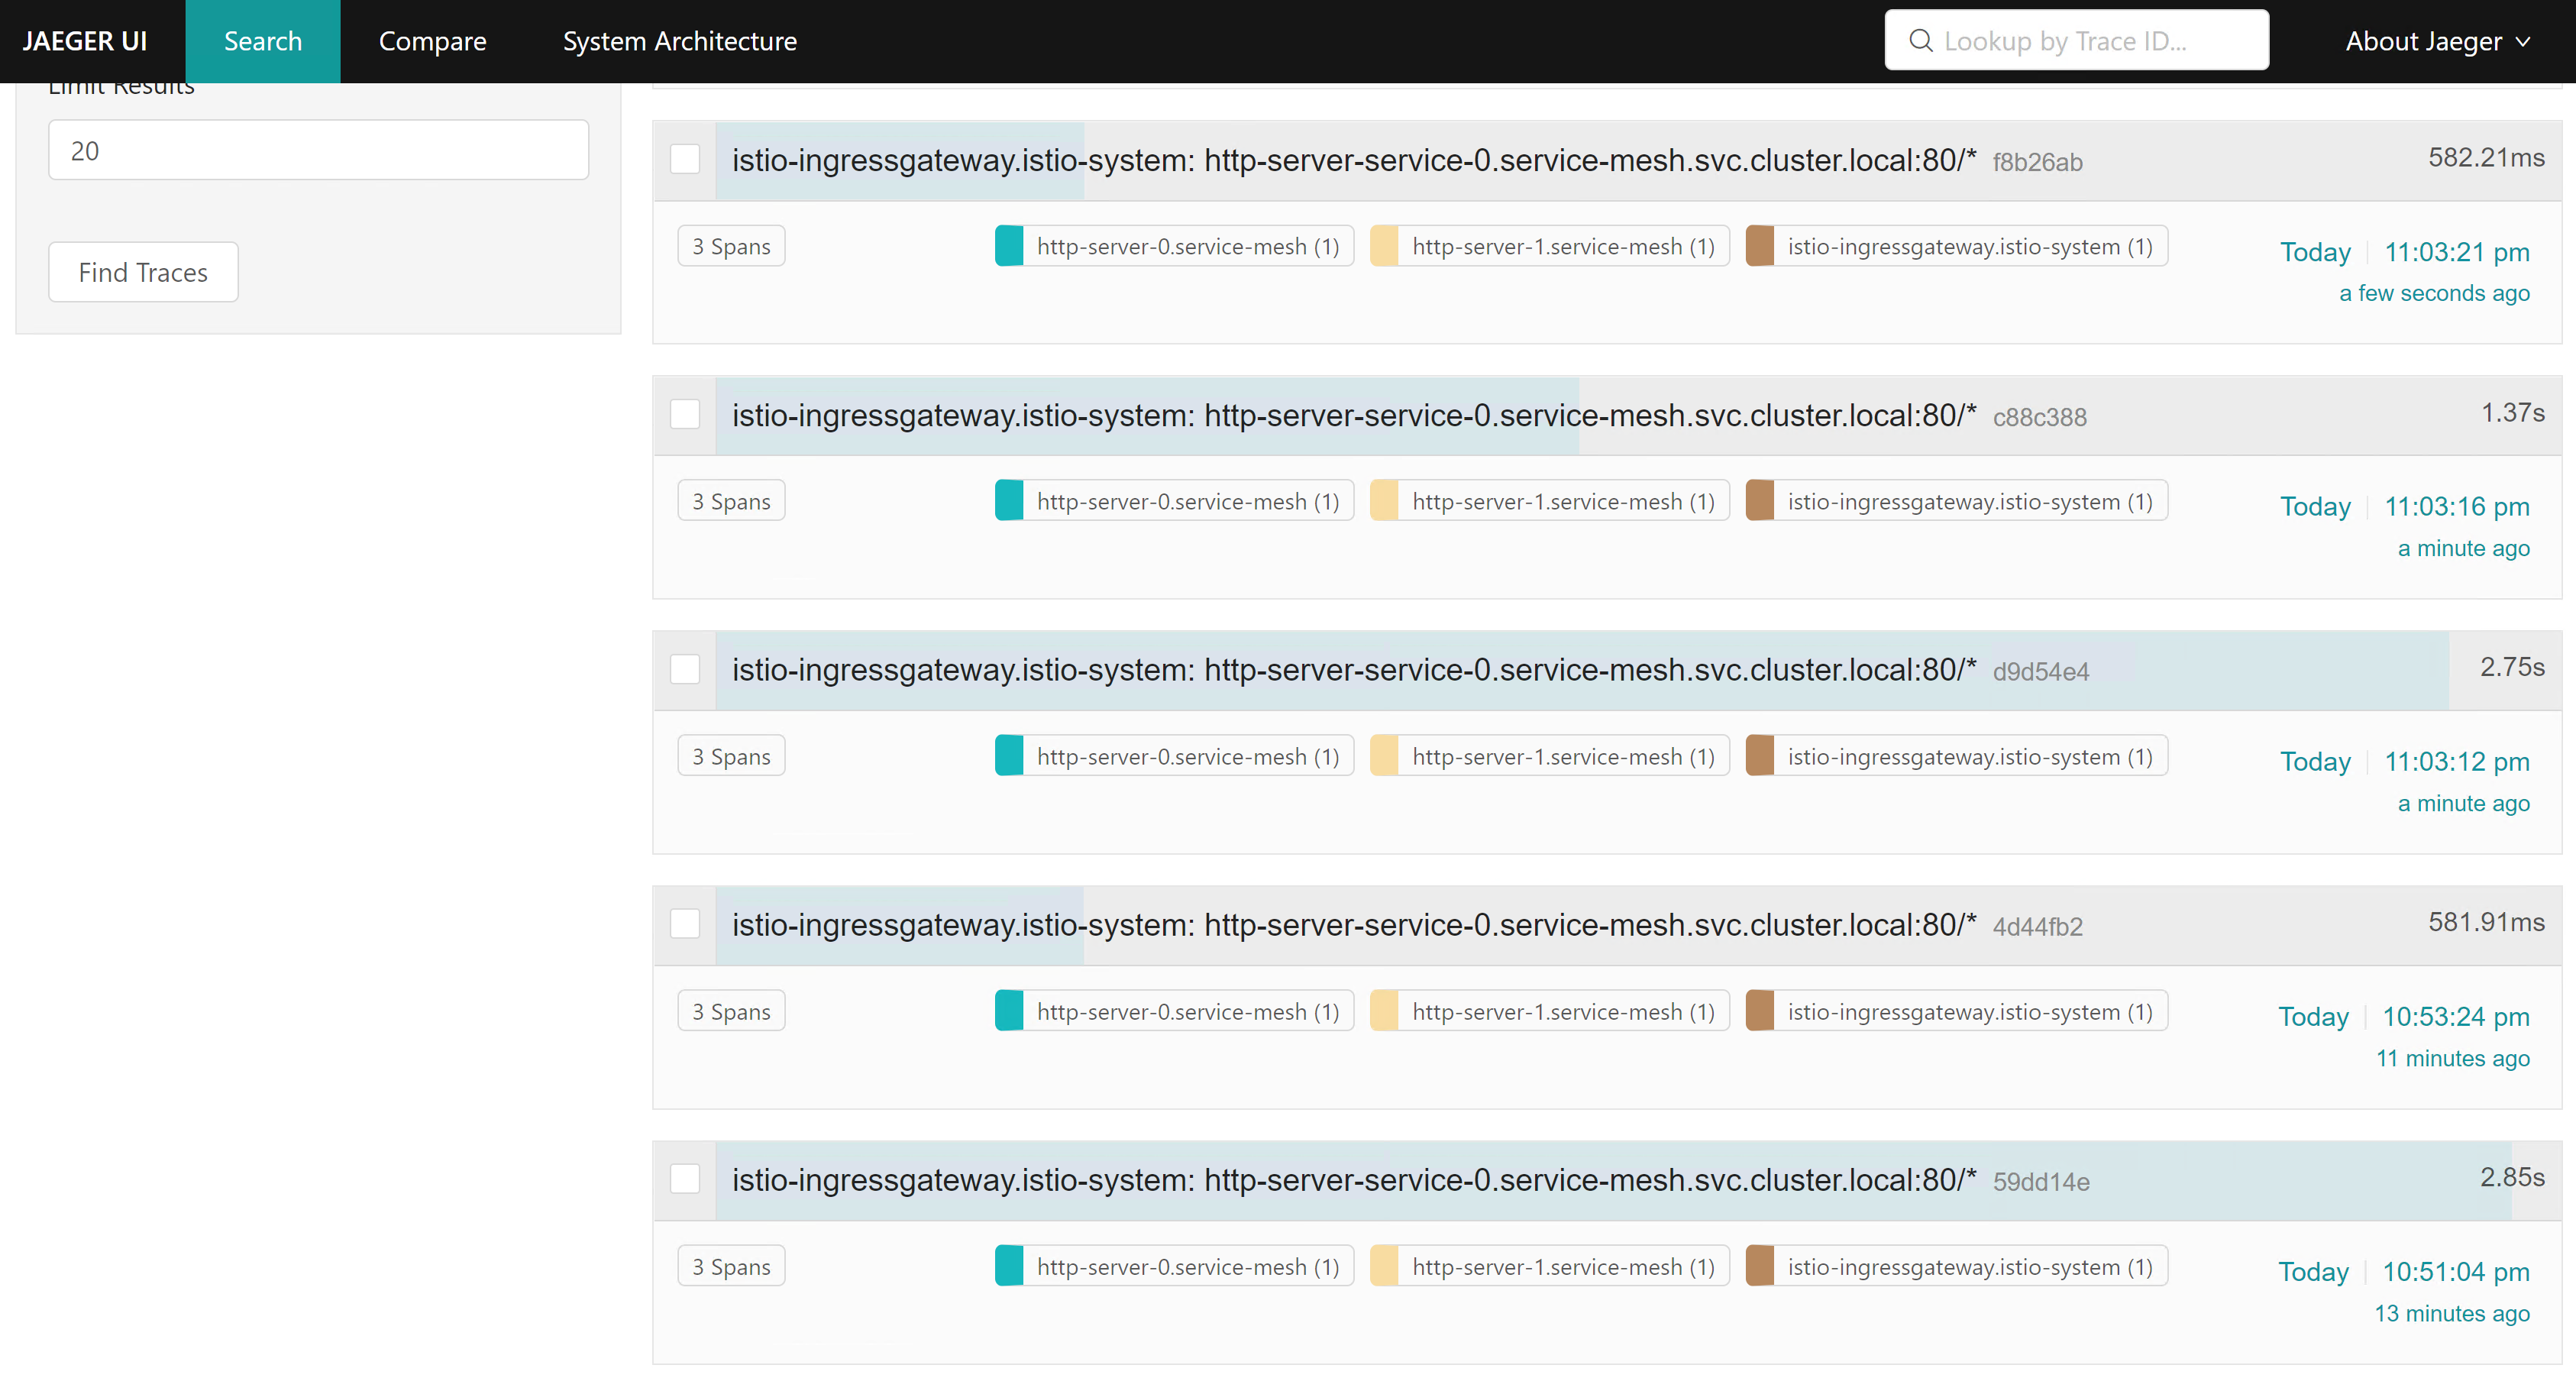 JAEGER UI Search Compare System Architecture Lookup by Trace ID... About Jaeger
Limit Results
20
Find Traces
istio-ingressgateway.istio-system: http-server-service-0.service-mesh.svc.cluster.local:80/* f8b26ab 582.21ms
3 Spans http-server-0.service-mesh (1) http-server-1.service-mesh (1) istio-ingressgateway.istio-system (1) Today 11:03:21 pm
a few seconds ago
istio-ingressgateway.istio-system: http-server-service-0.service-mesh.svc.cluster.local:80/* c88c388 1.37s
3 Spans http-server-0.service-mesh (1) http-server-1.service-mesh (1) istio-ingressgateway.istio-system (1) Today 11:03:16 pm
a minute ago
istio-ingressgateway.istio-system: http-server-service-0.service-mesh.svc.cluster.local:80/* d9d54e4 2.75s
3 Spans http-server-0.service-mesh (1) http-server-1.service-mesh (1) istio-ingressgateway.istio-system (1) Today 11:03:12 pm
a minute ago
istio-ingressgateway.istio-system: http-server-service-0.service-mesh.svc.cluster.local:80/* 4d44fb2 581.91ms
3 Spans http-server-0.service-mesh (1) http-server-1.service-mesh (1) istio-ingressgateway.istio-system (1) Today 10:53:24 pm
11 minutes ago
istio-ingressgateway.istio-system: http-server-service-0.service-mesh.svc.cluster.local:80/* 59dd14e 2.85s
3 Spans http-server-0.service-mesh (1) http-server-1.service-mesh (1) istio-ingressgateway.istio-system (1) Today 10:51:04 pm
13 minutes ago